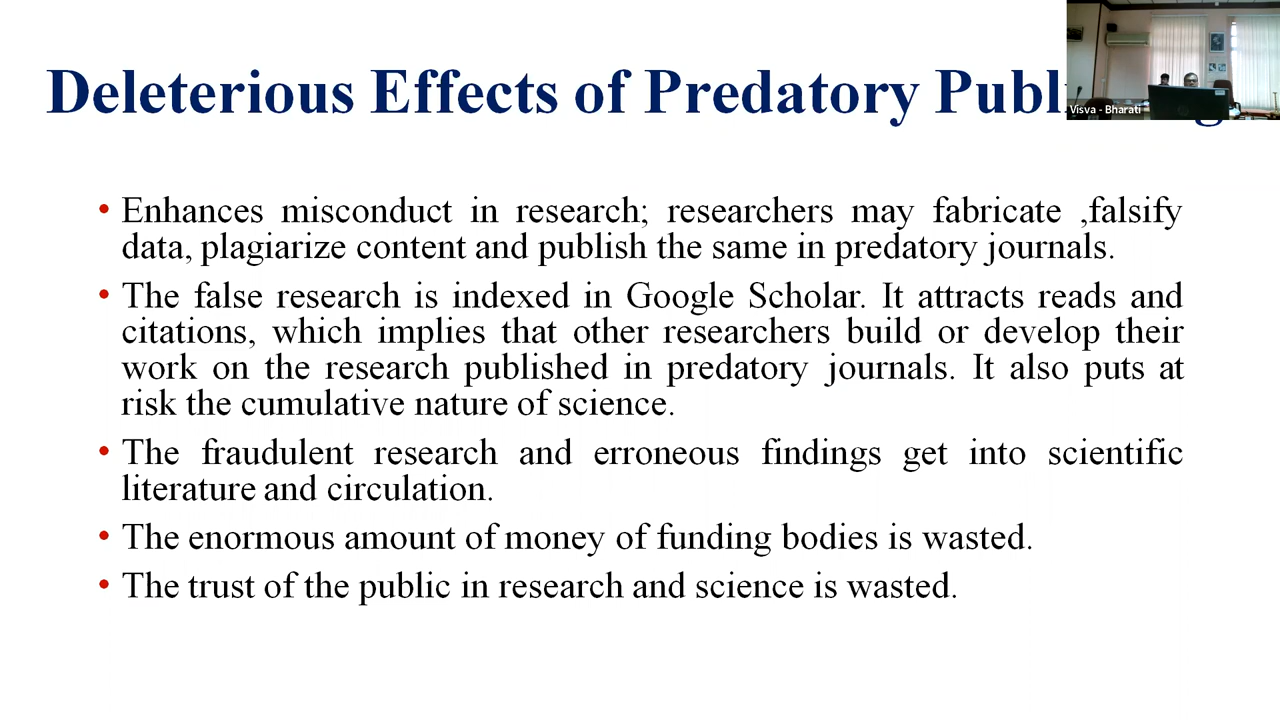 Deleterious Effects of Predatory Publ
Visva - Bharati
• Enhances misconduct in research; researchers may fabricate ,falsify
data, plagiarize content and publish the same in predatory journals.
• The false research is indexed in Google Scholar. It attracts reads and
citations, which implies that other researchers build or develop their
work on the research published in predatory journals. It also puts at
risk the cumulative nature of science.
• The fraudulent research and erroneous findings get into scientific
literature and circulation.
• The enormous amount of money of funding bodies is wasted.
• The trust of the public in research and science is wasted.